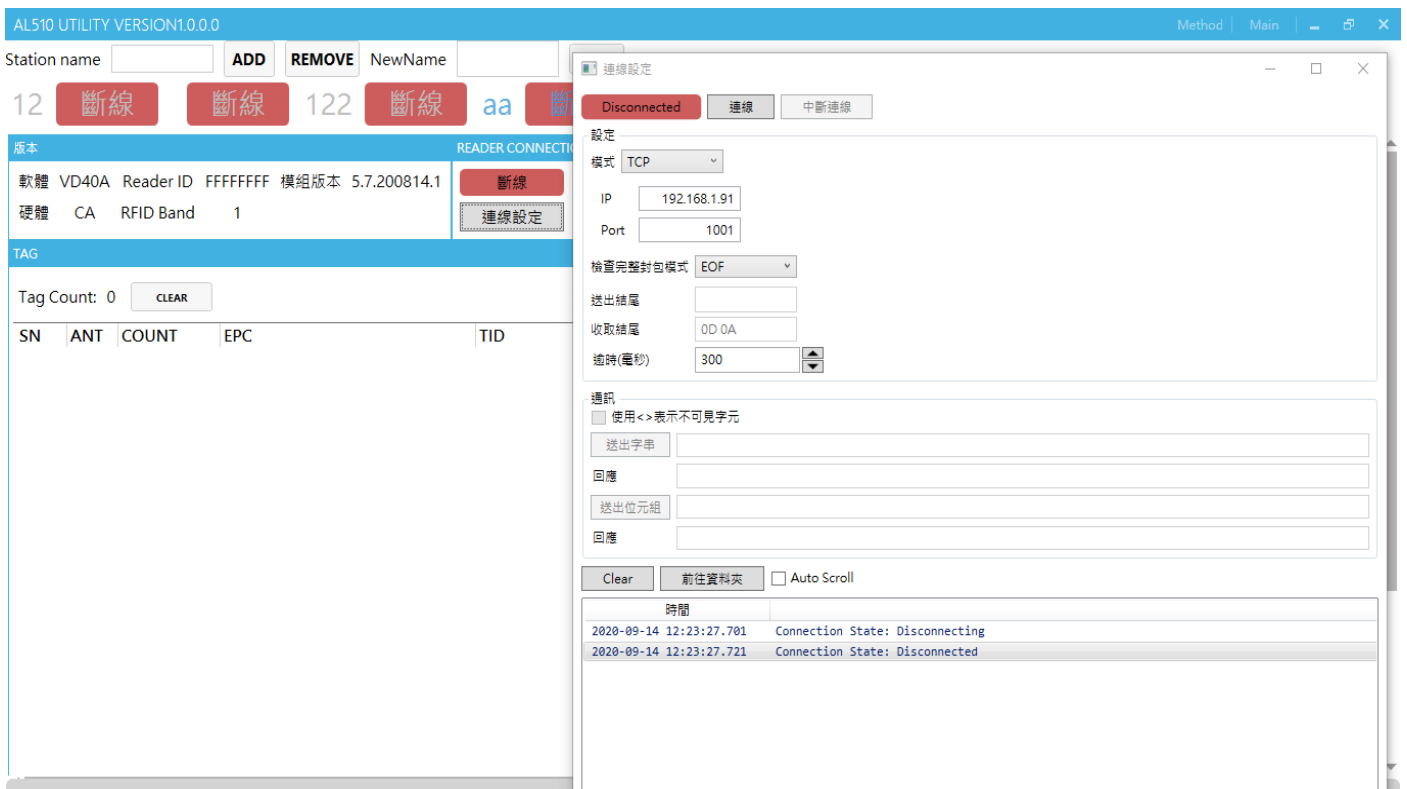 AL510 UTILITY VERSION1.0.0.0 Method Main
Station name ADD REMOVE NewName
12 斷線 斷線 122 斷線 aa
版本 READER CONNECTIO
軟體 VD40A Reader ID FFFFFFFF 模組版本 5.7.200814.1 斷線
硬體 CA RFID Band 1 連線設定
TAG
Tag Count: 0 CLEAR
SN ANT COUNT EPC TID
連線設定
Disconnected 連線 中斷連線
設定
模式 TCP
IP 192.168.1.91
Port 1001
檢查完整封包模式 EOF
送出結尾
收取結尾 0D 0A
逾時(毫秒) 300
通訊
使用<>表示不可見字元
送出字串
回應
送出位元組
回應
Clear 前往資料夾 Auto Scroll
時間
2020-09-14 12:23:27.701 Connection State: Disconnecting
2020-09-14 12:23:27.721 Connection State: Disconnected